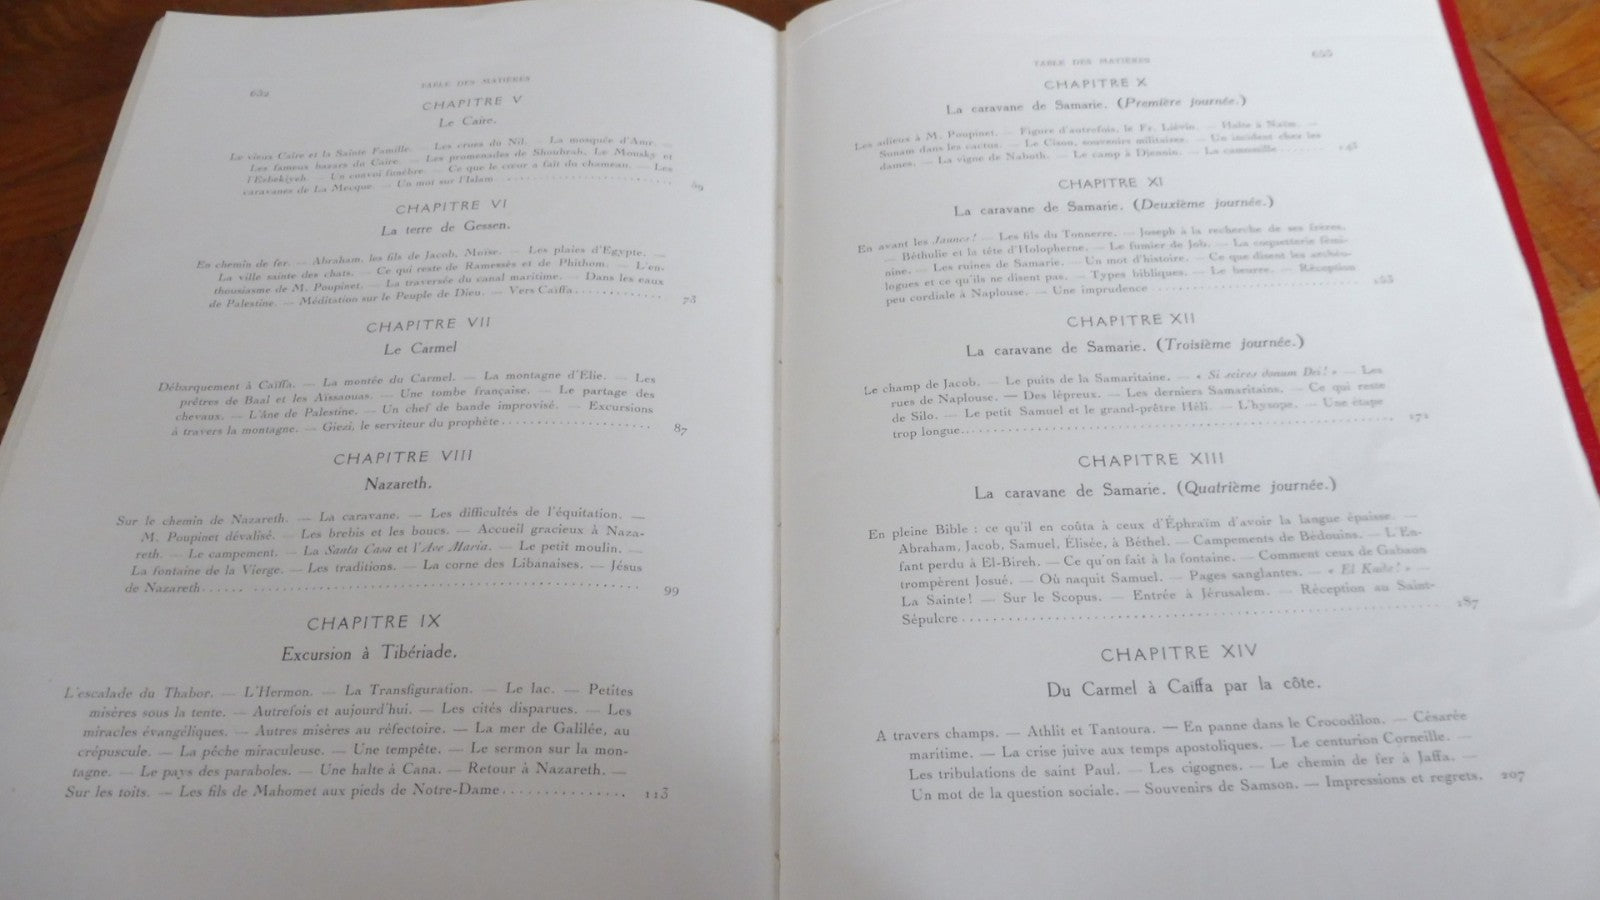 632
TABLE DES MATIÈRES
CHAPITRE V
Le Caire.
Le vieux Caire et la Sainte Famille. — Les crues du Nil. — La mosquée d'Amr. —
Les fameux bazars du Caire. — Les promenades de Shoubrah, Le Mousky et
l'Esbekiyeh. — Un convoi funèbre. — Ce que le cœur a fait du chameau. — Les
caravanes de La Mecque. — Un mot sur l'Islam .......... 59
CHAPITRE VI
La terre de Gessen.
En chemin de fer. — Abraham, les fils de Jacob, Moïse. — Les plaies d'Egypte. —
La ville sainte des chats. — Ce qui reste de Ramessès et de Phithom. — L'en-
thousiasme de M. Poupinet. — La traversée du canal maritime. — Dans les eaux
de Palestine. — Méditation sur le Peuple de Dieu. — Vers Caïffa .......... 73
CHAPITRE VII
Le Carmel
Débarquement à Caïffa. — La montée du Carmel. — La montagne d'Elie. — Les
prêtres de Baal et les Aïssaouas. — Une tombe française. — Le partage des
chevaux. — L'âne de Palestine. — Un chef de bande improvisé. — Excursions
à travers la montagne. — Giezi, le serviteur du prophète .......... 87
CHAPITRE VIII
Nazareth.
Sur le chemin de Nazareth. — La caravane. — Les difficultés de l'équitation. —
M. Poupinet dévalisé. — Les brebis et les boucs. — Accueil gracieux à Naza-
reth. — Le campement. — La Santa Casa et l'Ave Maria. — Le petit moulin. —
La fontaine de la Vierge. — Les traditions. — La corne des Libanaises. — Jésus
de Nazareth .......... 99
CHAPITRE IX
Excursion à Tibériade.
L'escalade du Thabor. — L'Hermon. — La Transfiguration. — Le lac. — Petites
misères sous la tente. — Autrefois et aujourd'hui. — Les cités disparues. — Les
miracles évangéliques. — Autres misères au réfectoire. — La mer de Galilée, au
crépuscule. — La pêche miraculeuse. — Une tempête. — Le sermon sur la mon-
tagne. — Le pays des paraboles. — Une halte à Cana. — Retour à Nazareth. —
Sur les toits. — Les fils de Mahomet aux pieds de Notre-Dame .......... 113
TABLE DES MATIÈRES
CHAPITRE X
La caravane de Samarie. (Première journée.)
Les adieux à M. Poupinet. — Figure d'autrefois, le Fr. Liévin. — Halte à Naïm. —
Sunam dans les cactus. — Le Cison, souvenirs militaires. — Un incident chez les
dames. — La vigne de Naboth. — Le camp à Djennin. — La camomille .......... 143
CHAPITRE XI
La caravane de Samarie. (Deuxième journée.)
En avant les Jaunes! — Les fils du Tonnerre. — Joseph à la recherche de ses frères.
— Béthulie et la tête d'Holopherne. — Le fumier de Job. — La coquetterie fémi-
nine. — Les ruines de Samarie. — Un mot d'histoire. — Ce que disent les archéo-
logues et ce qu'ils ne disent pas. — Types bibliques. — Le beurre. — Réception
peu cordiale à Naplouse. — Une imprudence .......... 153
CHAPITRE XII
La caravane de Samarie. (Troisième journée.)
Le champ de Jacob. — Le puits de la Samaritaine. — « Si scires donum Dei! » — Les
rues de Naplouse. — Des lépreux. — Les derniers Samaritains. — Ce qui reste
de Silo. — Le petit Samuel et le grand-prêtre Héli. — L'hysope. — Une étape
trop longue .......... 171
CHAPITRE XIII
La caravane de Samarie. (Quatrième journée.)
En pleine Bible : ce qu'il en coûta à ceux d'Éphraïm d'avoir la langue épaisse. —
Abraham, Jacob, Samuel, Élisée, à Béthel. — Campements de Bédouins. — L'En-
fant perdu à El-Bireh. — Ce qu'on fait à la fontaine. — Comment ceux de Gabaon
trompèrent Josué. — Où naquit Samuel. — Pages sanglantes. — « El Kuds! » —
La Sainte! — Sur le Scopus. — Entrée à Jérusalem. — Réception au Saint-
Sépulcre .......... 187
CHAPITRE XIV
Du Carmel à Caïffa par la côte.
A travers champs. — Athlit et Tantoura. — En panne dans le Crocodilon. — Césarée
maritime. — La crise juive aux temps apostoliques. — Le centurion Corneille. —
Les tribulations de saint Paul. — Les cigognes. — Le chemin de fer à Jaffa. —
Un mot de la question sociale. — Souvenirs de Samson. — Impressions et regrets. 207